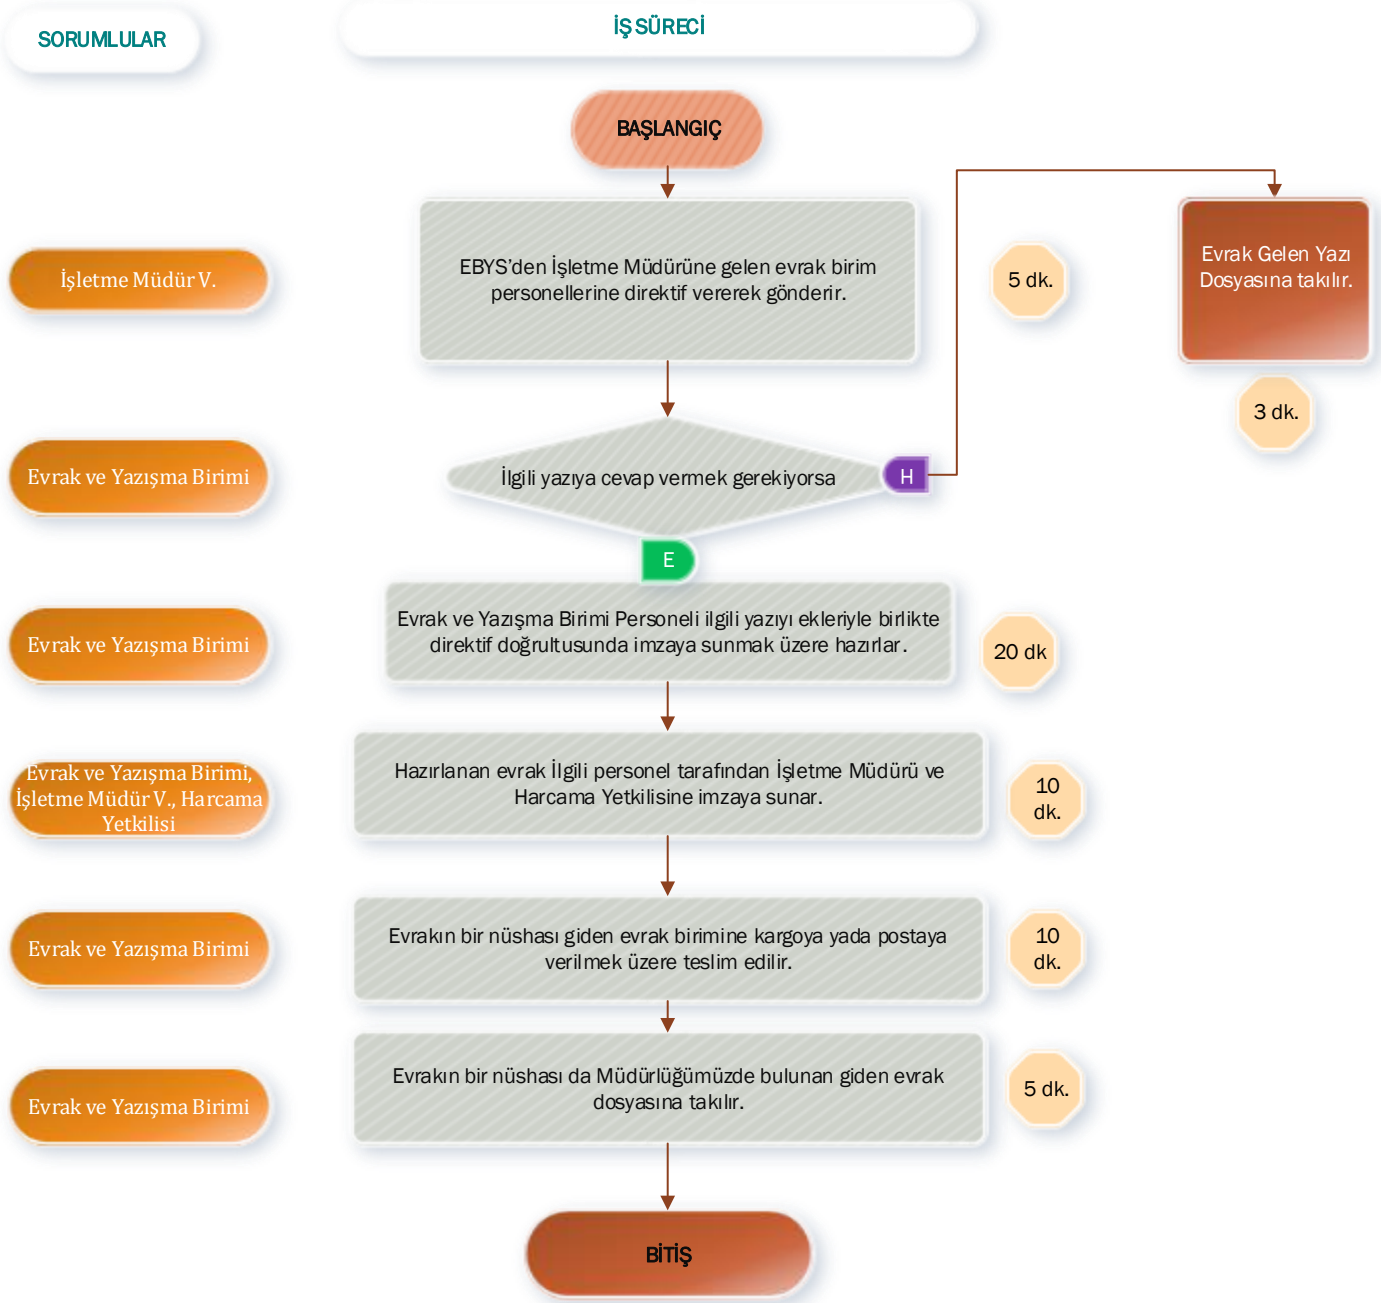 SORUMLULAR
İŞ SÜRECİ
BAŞLANGIÇ
İşletme Müdür V.
EBYS’den İşletme Müdürüne gelen evrak birim
personellerine direktif vererek gönderir.
5 dk.
Evrak Gelen Yazı
Dosyasına takılır.
3 dk.
Evrak ve Yazışma Birimi
İlgili yazıya cevap vermek gerekiyorsa
H
E
Evrak ve Yazışma Birimi
Evrak ve Yazışma Birimi Personeli ilgili yazıyı ekleriyle birlikte
direktif doğrultusunda imzaya sunmak üzere hazırlar.
20 dk
Evrak ve Yazışma Birimi,
İşletme Müdür V., Harcama
Yetkilisi
Hazırlanan evrak İlgili personel tarafından İşletme Müdürü ve
Harcama Yetkilisine imzaya sunar.
10
dk.
Evrak ve Yazışma Birimi
Evrakın bir nüshası giden evrak birimine kargoya yada postaya
verilmek üzere teslim edilir.
10
dk.
Evrak ve Yazışma Birimi
Evrakın bir nüshası da Müdürlüğümüzde bulunan giden evrak
dosyasına takılır.
5 dk.
BİTİŞ